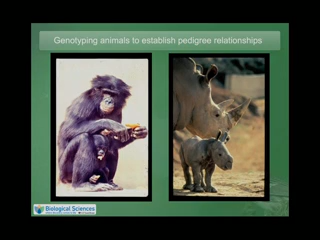 Genotyping animals to establish pedigree relationships
Biological Sciences